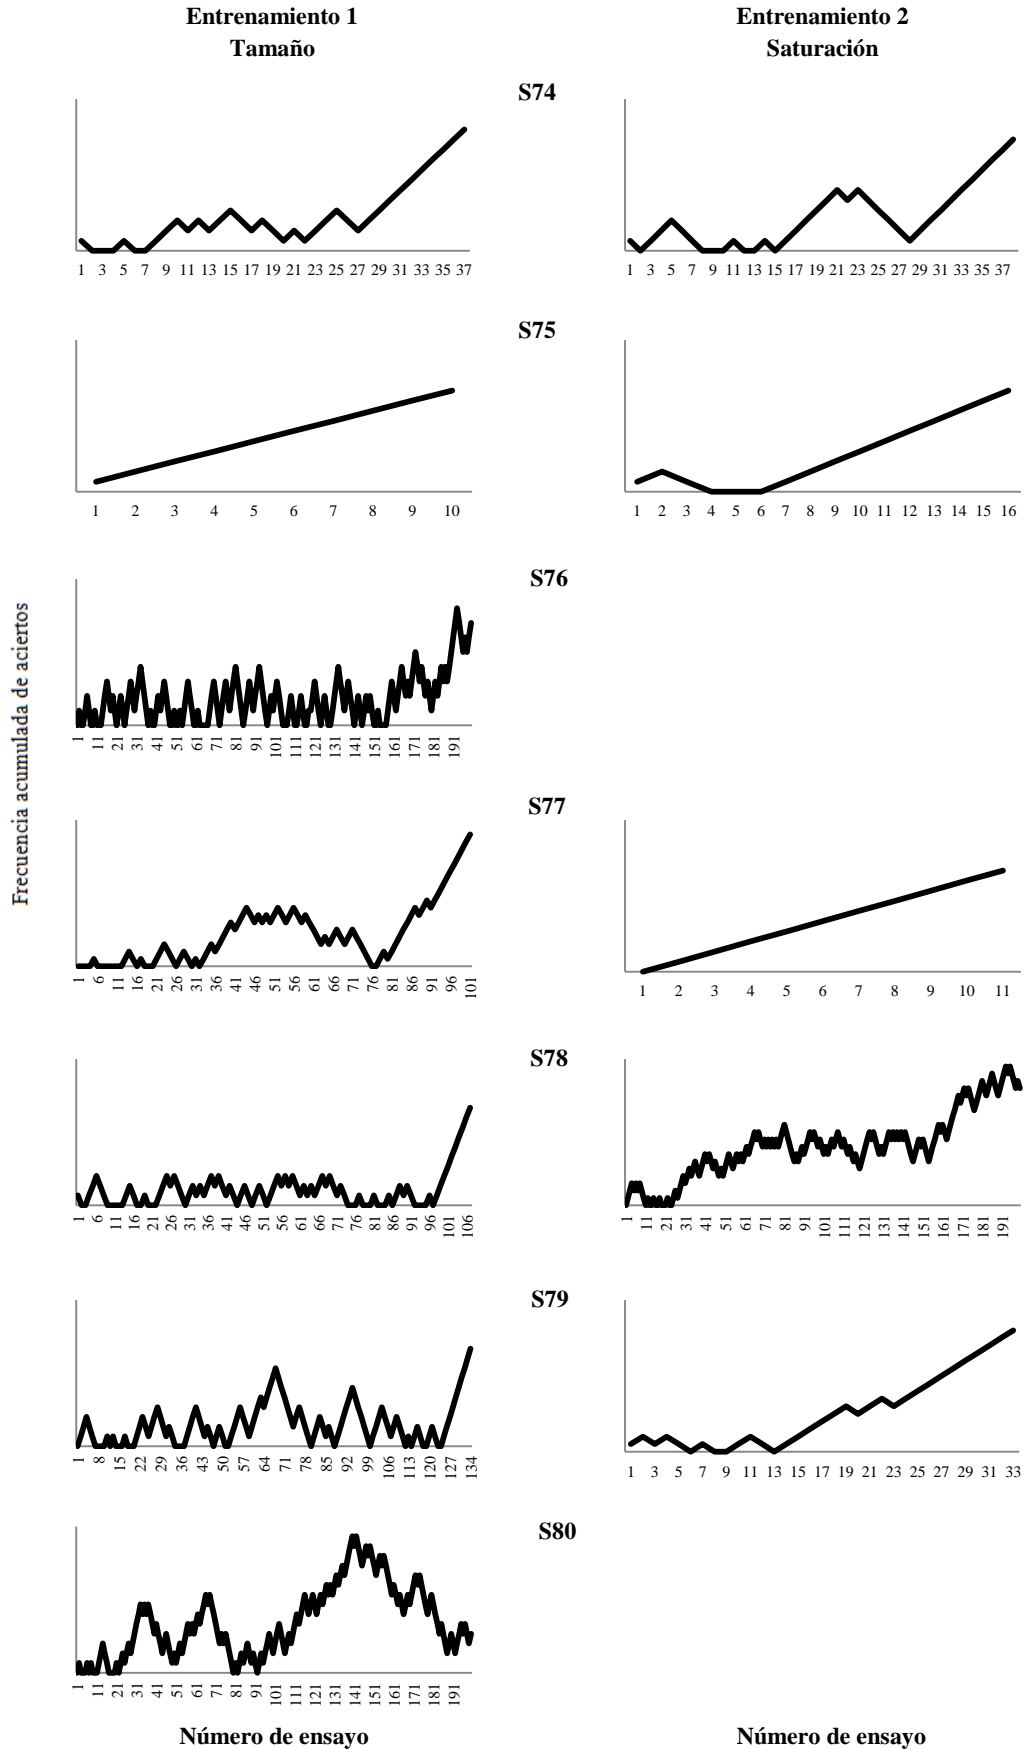 Entrenamiento 1
Tamaño
Entrenamiento 2
Saturación
S74
1 3 5 7 9 11 13 15 17 19 21 23 25 27 29 31 33 35 37
1 3 5 7 9 11 13 15 17 19 21 23 25 27 29 31 33 35 37
S75
1 2 3 4 5 6 7 8 9 10
1 2 3 4 5 6 7 8 9 10 11 12 13 14 15 16
Frecuencia acumulada de aciertos
S76
1 11 21 31 41 51 61 71 81 91 101 111 121 131 141 151 161 171 181 191
S77
1 6 11 16 21 26 31 36 41 46 51 56 61 66 71 76 81 86 91 96 101
1 2 3 4 5 6 7 8 9 10 11
S78
1 6 11 16 21 26 31 36 41 46 51 56 61 66 71 76 81 86 91 96 101 106
1 11 21 31 41 51 61 71 81 91 101 111 121 131 141 151 161 171 181 191
S79
1 8 15 22 29 36 43 50 57 64 71 78 85 92 99 106 113 120 127 134
1 3 5 7 9 11 13 15 17 19 21 23 25 27 29 31 33
S80
1 11 21 31 41 51 61 71 81 91 101 111 121 131 141 151 161 171 181 191
Número de ensayo
Número de ensayo